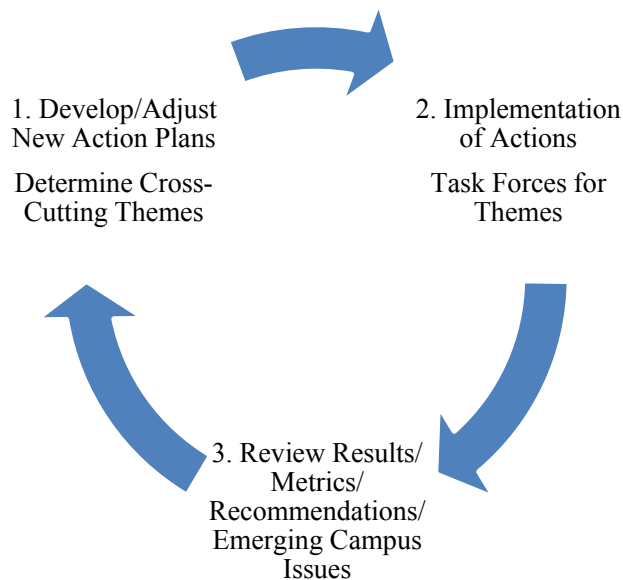 1. Develop/Adjust
New Action Plans
Determine Cross-
Cutting Themes
2. Implementation
of Actions
Task Forces for
Themes
3. Review Results/
Metrics/
Recommendations/
Emerging Campus
Issues